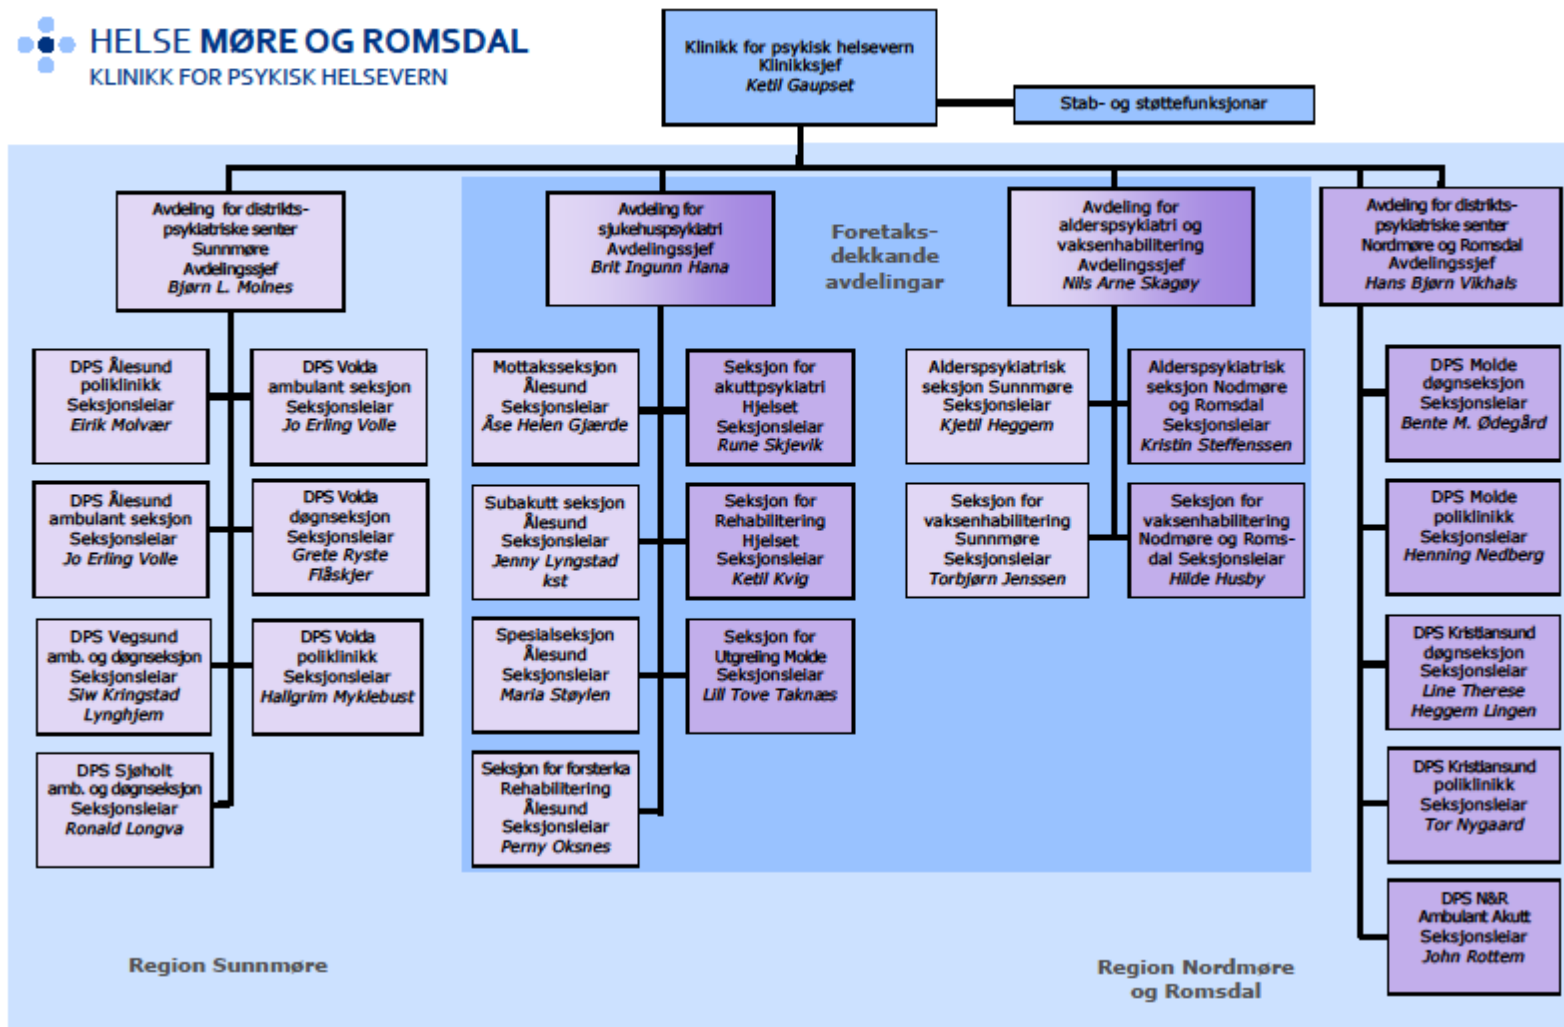 HELSE MØRE OG ROMSDAL
KLINIKK FOR PSYKISK HELSEVERN
Klinikk for psykisk helsevern
Klinikksjef
Ketil Gaupset
Stab- og støttefunksjonar
Avdeling for distrikts-
psykiatriske senter
Sunnmøre
Avdelingssjef
Bjørn L. Molnes
Avdeling for
sjukehuspsykiatri
Avdelingssjef
Brit Ingunn Hana
Foretaks-
dekkande
avdelingar
Avdeling for
alderspsykiatri og
vaksenhabilitering
Avdelingssjef
Nils Arne Skagøy
Avdeling for distrikts-
psykiatriske senter
Nordmøre og Romsdal
Avdelingssjef
Hans Bjørn Vikhals
DPS Ålesund
poliklinikk
Seksjonsleiar
Eirik Molvær
DPS Volda
ambulant seksjon
Seksjonsleiar
Jo Erling Volle
DPS Ålesund
ambulant seksjon
Seksjonsleiar
Jo Erling Volle
DPS Volda
døgnseksjon
Seksjonsleiar
Grete Ryste
Flåskjer
DPS Vegsund
amb. og døgnseksjon
Seksjonsleiar
Siw Kringstad
Lynghjem
DPS Volda
poliklinikk
Seksjonsleiar
Hallgrim Myklebust
DPS Sjøholt
amb. og døgnseksjon
Seksjonsleiar
Ronald Longva
Mottaksseksjon
Ålesund
Seksjonsleiar
Åse Helen Gjærde
Seksjon for
akuttpsykiatri
Hjelset
Seksjonsleiar
Rune Skjevik
Subakutt seksjon
Ålesund
Seksjonsleiar
Jenny Lyngstad
kst
Seksjon for
Rehabilitering
Hjelset
Seksjonsleiar
Ketil Kvig
Spesialseksjon
Ålesund
Seksjonsleiar
Maria Støylen
Seksjon for
Utgreiing Molde
Seksjonsleiar
Lill Tove Taknæs
Seksjon for forsterka
Rehabilitering
Ålesund
Seksjonsleiar
Perny Oksnes
Alderspsykiatrisk
seksjon Sunnmøre
Seksjonsleiar
Kjetil Heggem
Alderspsykiatrisk
seksjon Nodmøre
og Romsdal
Seksjonsleiar
Kristin Steffenssen
Seksjon for
vaksenhabilitering
Sunnmøre
Seksjonsleiar
Torbjørn Jenssen
Seksjon for
vaksenhabilitering
Nodmøre og Roms-
dal Seksjonsleiar
Hilde Husby
DPS Molde
døgnseksjon
Seksjonsleiar
Bente M. Ødegård
DPS Molde
poliklinikk
Seksjonsleiar
Henning Nedberg
DPS Kristiansund
døgnseksjon
Seksjonsleiar
Line Therese
Heggem Lingen
DPS Kristiansund
poliklinikk
Seksjonsleiar
Tor Nygaard
DPS N&R
Ambulant Akutt
Seksjonsleiar
John Rottem
Region Sunnmøre
Region Nordmøre
og Romsdal